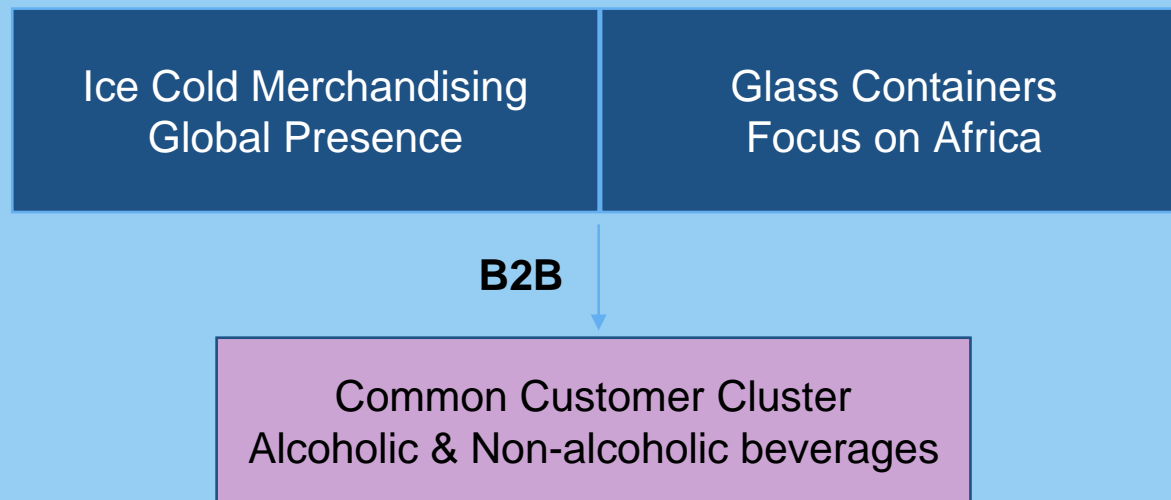 Ice Cold Merchandising
Global Presence
Glass Containers
Focus on Africa
B2B
Common Customer Cluster
Alcoholic & Non-alcoholic beverages